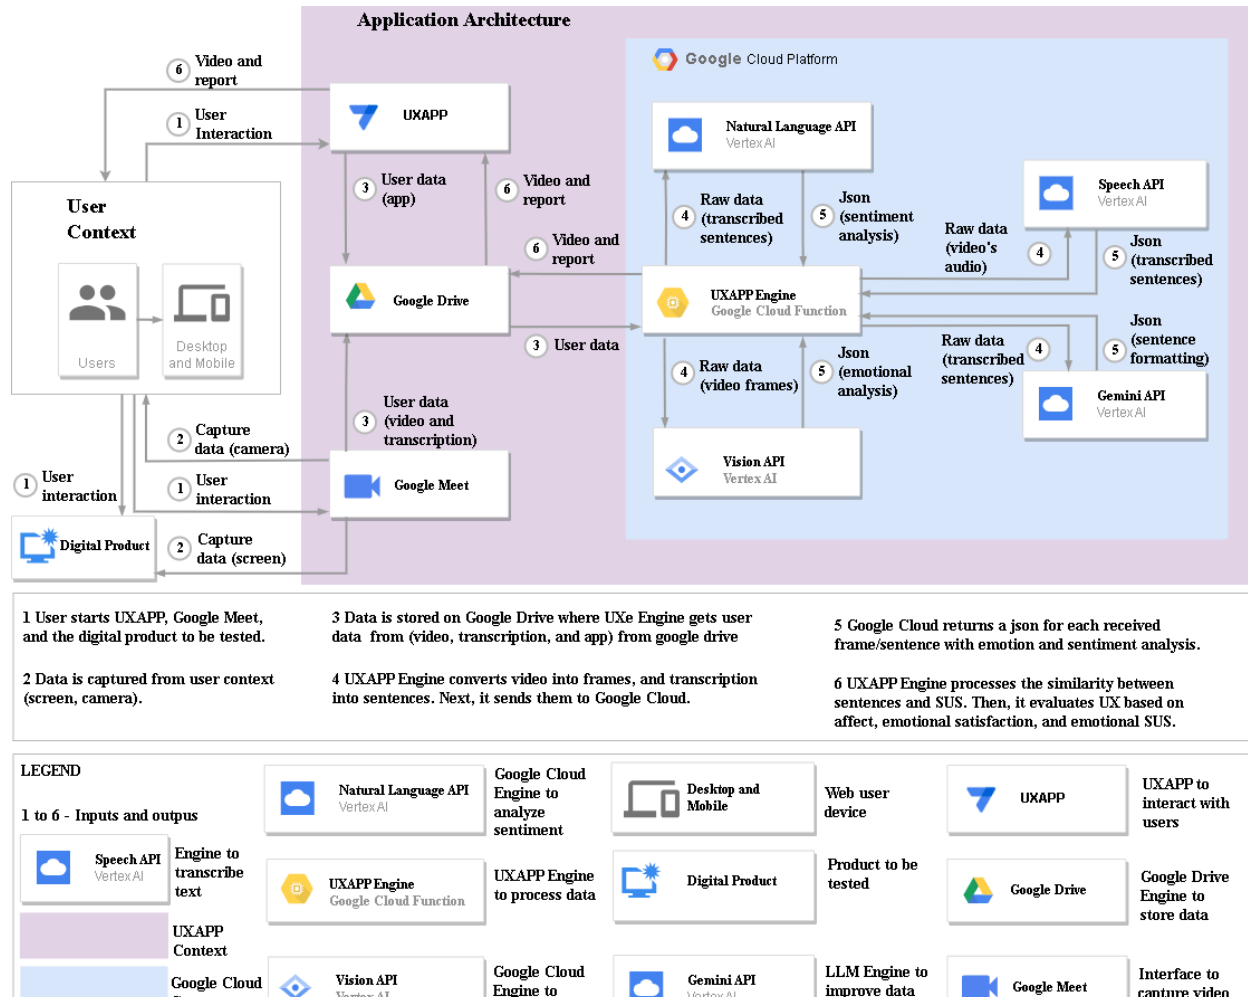 Application Architecture
Google Cloud Platform
6 Video and
report
1 User
Interaction
UXAPP
3 User data
(app)
6 Video and
report
Natural Language API
Vertex AI
4 Raw data
(transcribed
sentences)
5 Json
(sentiment
analysis)
Speech API
Vertex AI
Raw data
(video's
audio)
4
5 Json
(transcribed
sentences)
User
Context
Users
Desktop
and Mobile
6 Video and
report
Google Drive
UXAPP Engine
Google Cloud Function
3 User data
4 Raw data
(video frames)
5 Json
(emotional
analysis)
Raw data
(transcribed
sentences)
4
5 Json
(sentence
formatting)
Gemini API
Vertex AI
3 User data
(video and
transcription)
2 Capture
data (camera)
Google Meet
Vision API
Vertex AI
1 User
interaction
1 User
interaction
Digital Product
2 Capture
data (screen)
1 User starts UXAPP, Google Meet,
and the digital product to be tested.
2 Data is captured from user context
(screen, camera).
3 Data is stored on Google Drive where UXe Engine gets user
data from (video, transcription, and app) from google drive
4 UXAPP Engine converts video into frames, and transcription
into sentences. Next, it sends them to Google Cloud.
5 Google Cloud returns a json for each received
frame/sentence with emotion and sentiment analysis.
6 UXAPP Engine processes the similarity between
sentences and SUS. Then, it evaluates UX based on
affect, emotional satisfaction, and emotional SUS.
LEGEND
1 to 6 - Inputs and outpus
Speech API
Vertex AI
Engine to
transcribe
text
UXAPP
Context
Google Cloud
Natural Language API
Vertex AI
Google Cloud
Engine to
analyze
sentiment
UXAPP Engine
Google Cloud Function
UXAPP Engine
to process data
Vision API
Vertex AI
Google Cloud
Engine to
Desktop and
Mobile
Web user
device
Digital Product
Product to be
tested
Gemini API
Vertex AI
LLM Engine to
improve data
UXAPP
UXAPP to
interact with
users
Google Drive
Google Drive
Engine to
store data
Google Meet
Interface to
capture video